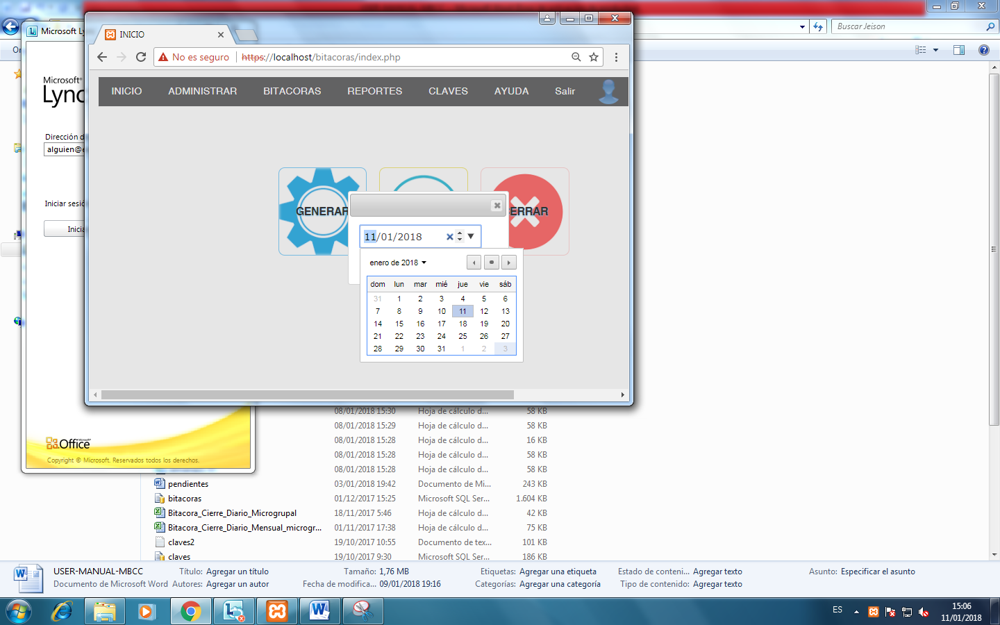 Buscar Jeison
Microsoft Ly
INICIO
No es seguro
https://localhost/bitacoras/index.php
Microsoft®
Lync
INICIO ADMINISTRAR BITACORAS REPORTES CLAVES AYUDA Salir
Dirección d
alguien@e
Iniciar sesió
Inicia
GENERAR
ERRAR
11/01/2018
enero de 2018
dom lun mar mié jue vie sáb
31 1 2 3 4 5 6
7 8 9 10 11 12 13
14 15 16 17 18 19 20
21 22 23 24 25 26 27
28 29 30 31 1 2 3
Microsoft®
Office
Copyright © Microsoft. Reservados todos los derechos.
08/01/2018 15:30 Hoja de cálculo d... 58 KB
08/01/2018 15:29 Hoja de cálculo d... 58 KB
08/01/2018 15:28 Hoja de cálculo d... 16 KB
08/01/2018 15:28 Hoja de cálculo d... 58 KB
08/01/2018 15:28 Hoja de cálculo d... 58 KB
pendientes 03/01/2018 19:42 Documento de Mi... 243 KB
bitacoras 01/12/2017 15:25 Microsoft SQL Ser... 1.604 KB
Bitacora_Cierre_Diario_Microgrupal 18/11/2017 5:46 Hoja de cálculo d... 42 KB
Bitacora_Cierre_Diario_Mensual_microgr... 01/11/2017 17:38 Hoja de cálculo d... 75 KB
claves2 19/10/2017 10:55 Documento de tex... 101 KB
claves 19/10/2017 9:30 Microsoft SQL Ser... 186 KB
USER-MANUAL-MBCC Título: Agregar un título Tamaño: 1,76 MB Etiquetas: Agregar una etiqueta Estado de conteni... Agregar texto Asunto: Especificar el asunto
Documento de Microsoft Word Autores: Agregar un autor Fecha de modifica... 09/01/2018 19:16 Categorías: Agregar una categoría Tipo de contenido: Agregar texto
ES
15:06
11/01/2018